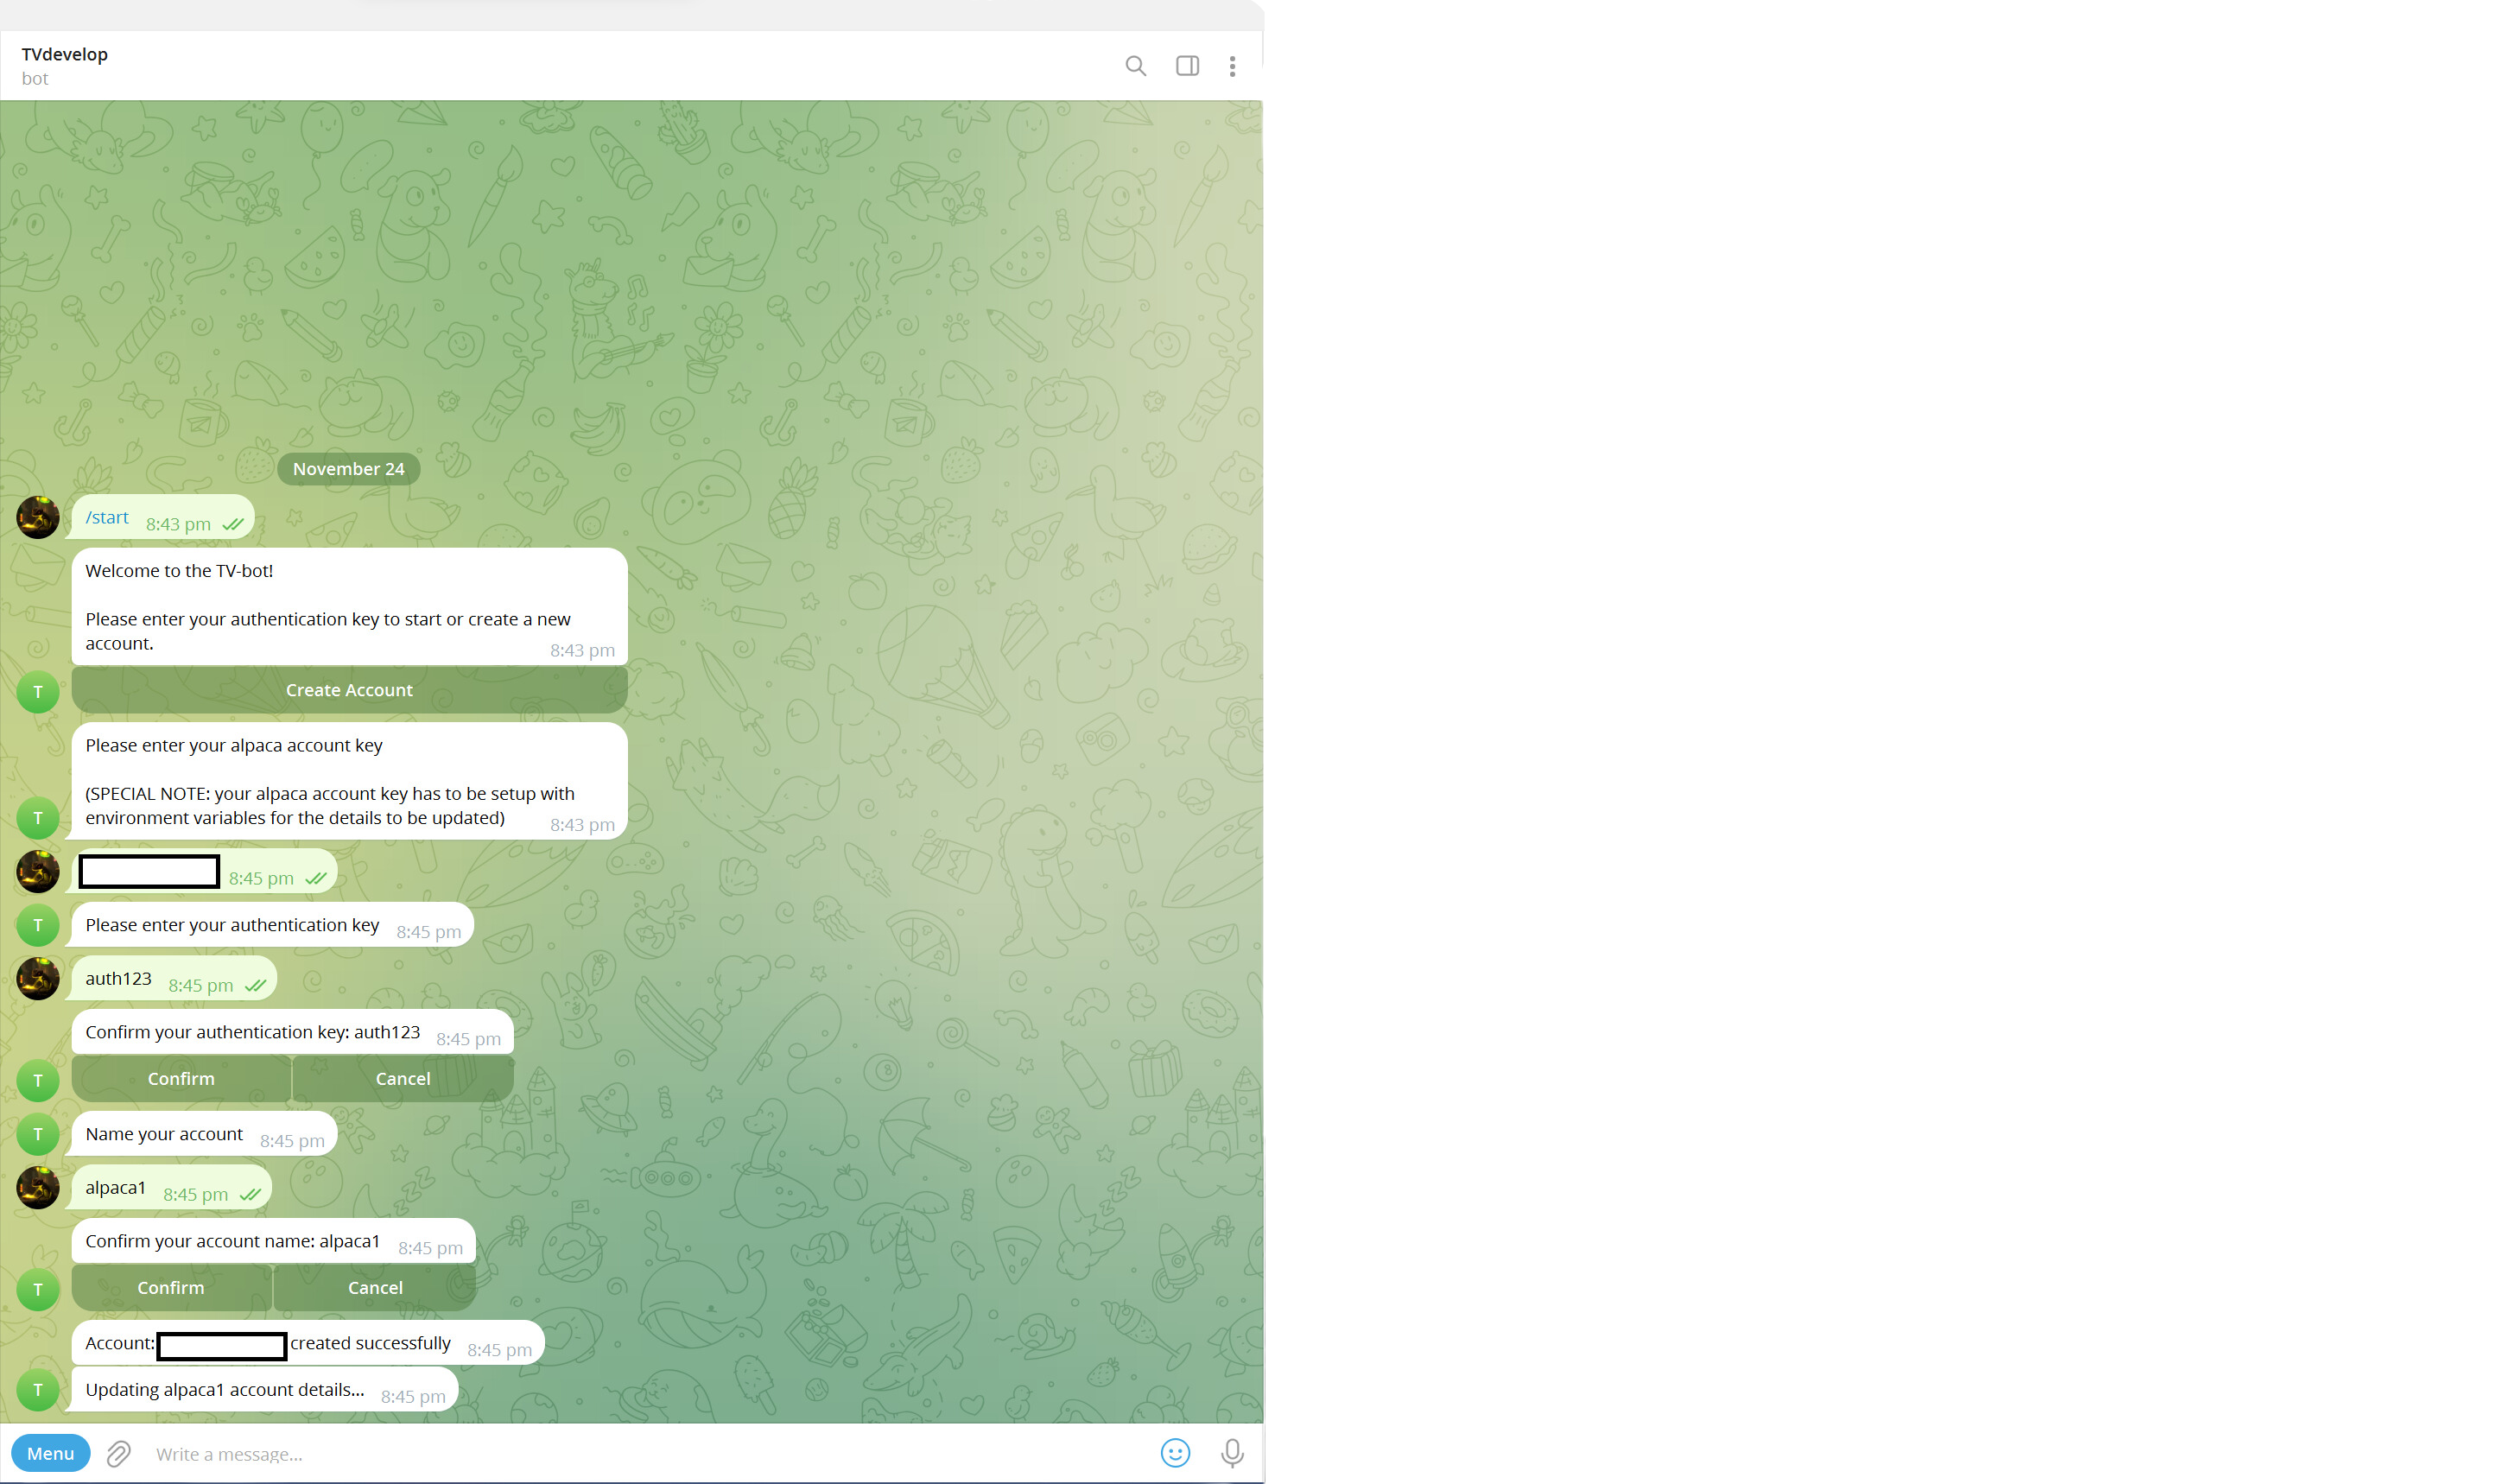 TVdevelop
bot
November 24
/start 8:43 pm
Welcome to the TV-bot!
Please enter your authentication key to start or create a new
account. 8:43 pm
T
Create Account
Please enter your alpaca account key
(SPECIAL NOTE: your alpaca account key has to be setup with
environment variables for the details to be updated) 8:43 pm
T
8:45 pm
T
Please enter your authentication key 8:45 pm
auth123 8:45 pm
Confirm your authentication key: auth123 8:45 pm
T
Confirm Cancel
T
Name your account 8:45 pm
alpaca1 8:45 pm
Confirm your account name: alpaca1 8:45 pm
T
Confirm Cancel
Account: created successfully 8:45 pm
T
Updating alpaca1 account details... 8:45 pm
Menu Write a message...